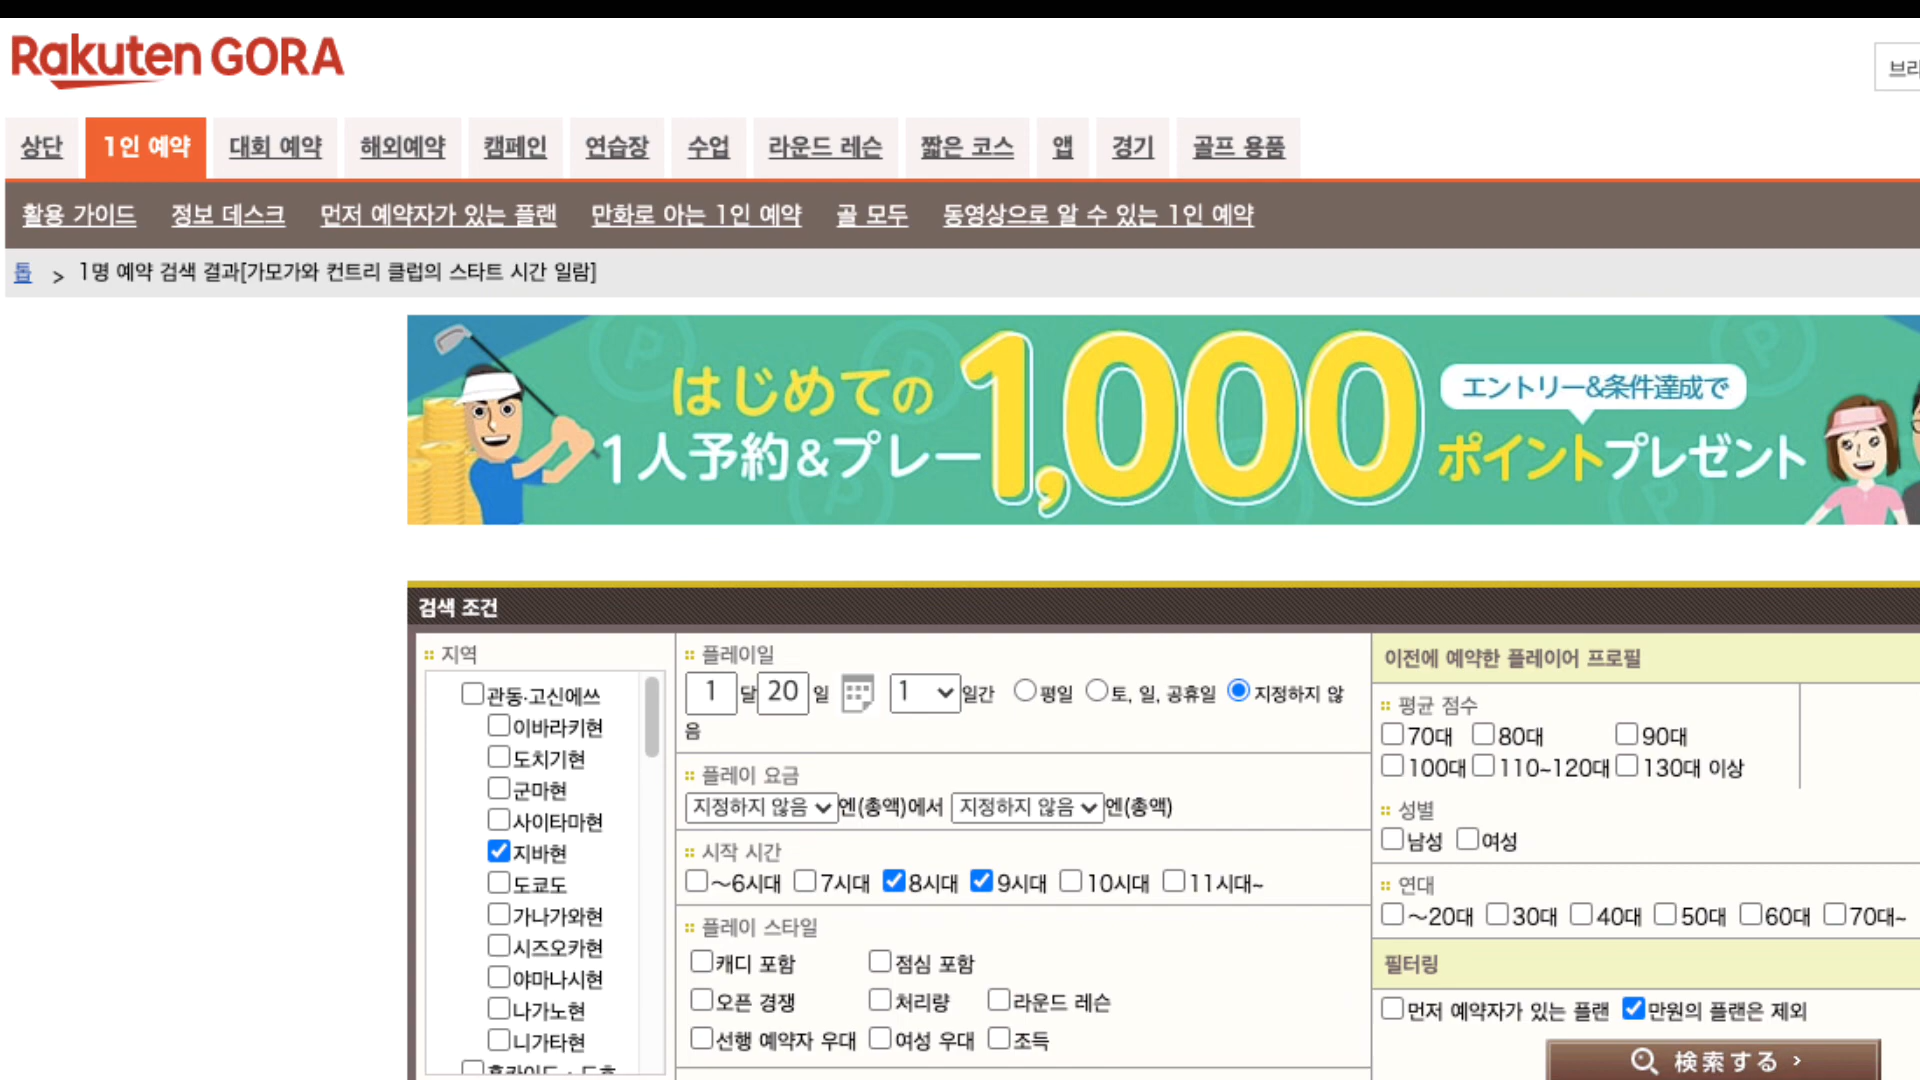 Rakuten GORA
브라
상단 1인 예약 대회 예약 해외예약 캠페인 연습장 수업 라운드 레슨 짧은 코스 앱 경기 골프 용품
활용 가이드 정보 데스크 먼저 예약자가 있는 플랜 만화로 아는 1인 예약 골 모두 동영상으로 알 수 있는 1인 예약
톱 > 1명 예약 검색 결과[가모가와 컨트리 클럽의 스타트 시간 일람]
はじめての
1人予約&プレー
1,000
エントリー&条件達成で
ポイントプレゼント
검색 조건
지역
관동·고신에쓰
이바라키현
도치기현
군마현
사이타마현
지바현
도쿄도
가나가와현
시즈오카현
야마나시현
나가노현
니가타현
플레이일
1 달 20 일 1 일간 평일 토, 일, 공휴일 지정하지 않
음
플레이 요금
지정하지 않음 엔(총액)에서 지정하지 않음 엔(총액)
시작 시간
~6시대 7시대 8시대 9시대 10시대 11시대~
플레이 스타일
캐디 포함 점심 포함
오픈 경쟁 처리량 라운드 레슨
선행 예약자 우대 여성 우대 조득
이전에 예약한 플레이어 프로필
평균 점수
70대 80대 90대
100대 110~120대 130대 이상
성별
남성 여성
연대
~20대 30대 40대 50대 60대 70대~
필터링
먼저 예약자가 있는 플랜 만원의 플랜은 제외
検索する ›